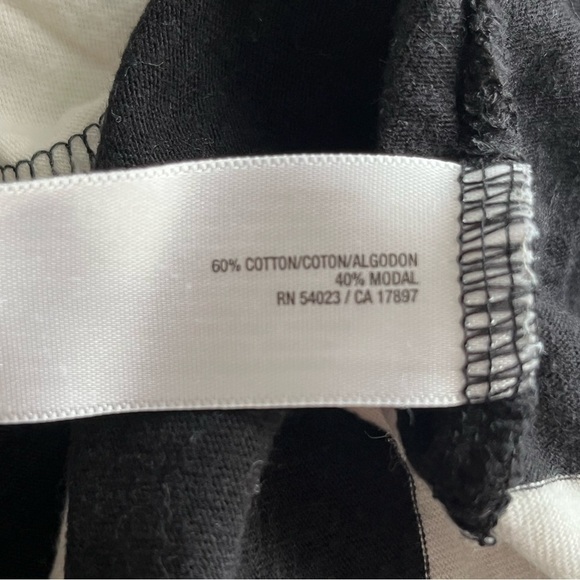 60% COTTON/COTON/ALGODON
40% MODAL
RN 54023 / CA 17897